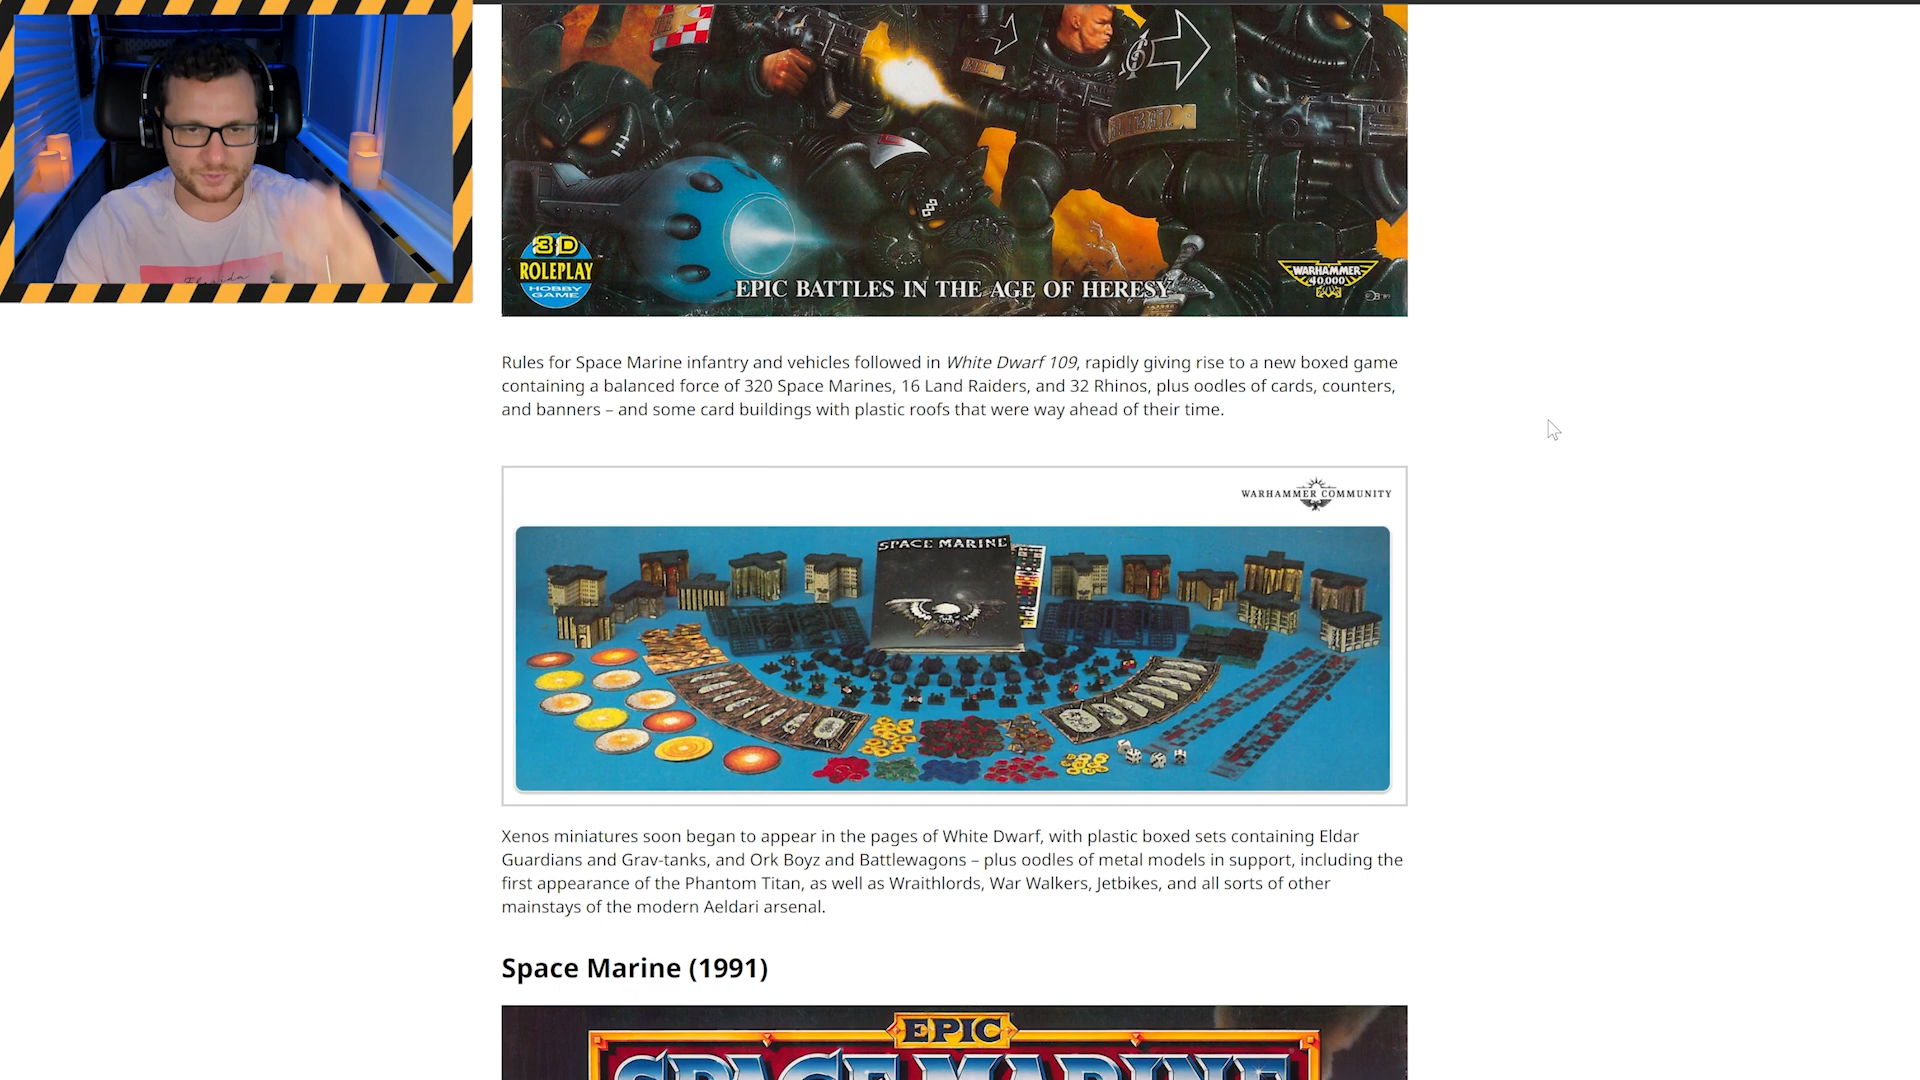 3D
ROLEPLAY
HOBBY
GAME
EPIC BATTLES IN THE AGE OF HERESY
WARHAMMER
40,000
Rules for Space Marine infantry and vehicles followed in White Dwarf 109, rapidly giving rise to a new boxed game
containing a balanced force of 320 Space Marines, 16 Land Raiders, and 32 Rhinos, plus oodles of cards, counters,
and banners – and some card buildings with plastic roofs that were way ahead of their time.
WARHAMMER COMMUNITY
SPACE MARINE
Xenos miniatures soon began to appear in the pages of White Dwarf, with plastic boxed sets containing Eldar
Guardians and Grav-tanks, and Ork Boyz and Battlewagons – plus oodles of metal models in support, including the
first appearance of the Phantom Titan, as well as Wraithlords, War Walkers, Jetbikes, and all sorts of other
mainstays of the modern Aeldari arsenal.
Space Marine (1991)
EPIC
SPACE MARINE